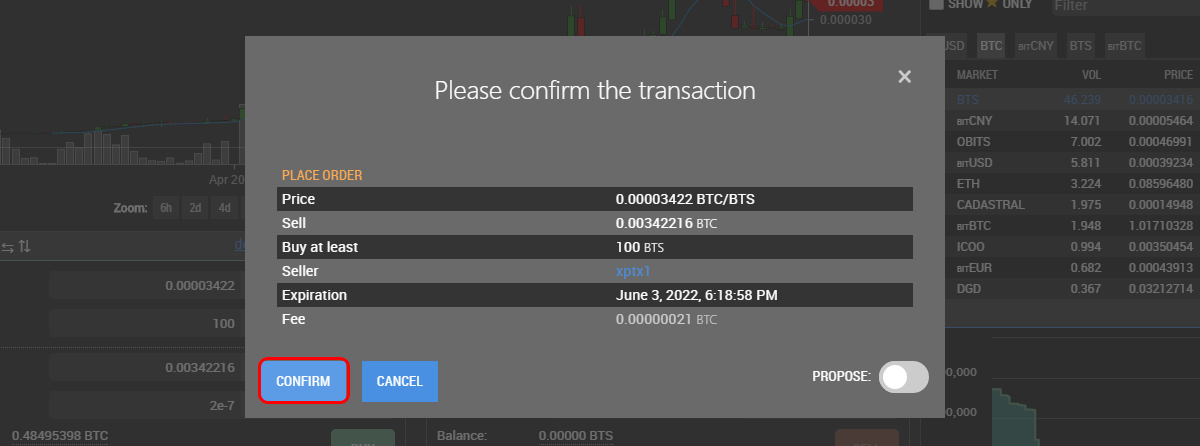 0.00003
0.000030
SHOW ★ ONLY
Filter
USD BTC BITCNY BTS BITBTC
Please confirm the transaction
×
MARKET VOL PRICE
BTS 46.239 0.00003416
BITCNY 14.071 0.00005464
OBITS 7.002 0.00046991
BITUSD 5.811 0.00039234
ETH 3.224 0.08596480
CADASTRAL 1.975 0.00014948
BITBTC 1.948 1.01710328
ICOO 0.994 0.00350454
BITEUR 0.682 0.00043913
DGD 0.367 0.03212714
Apr 20
Zoom: 6h 2d 4d
PLACE ORDER
Price 0.00003422 BTC/BTS
Sell 0.00342216 BTC
Buy at least 100 BTS
Seller xptx1
Expiration June 3, 2022, 6:18:58 PM
Fee 0.00000021 BTC
0.00003422
100
0.00342216
2e-7
CONFIRM CANCEL
PROPOSE:
0.48495398 BTC
Balance: 0.00000 BTS